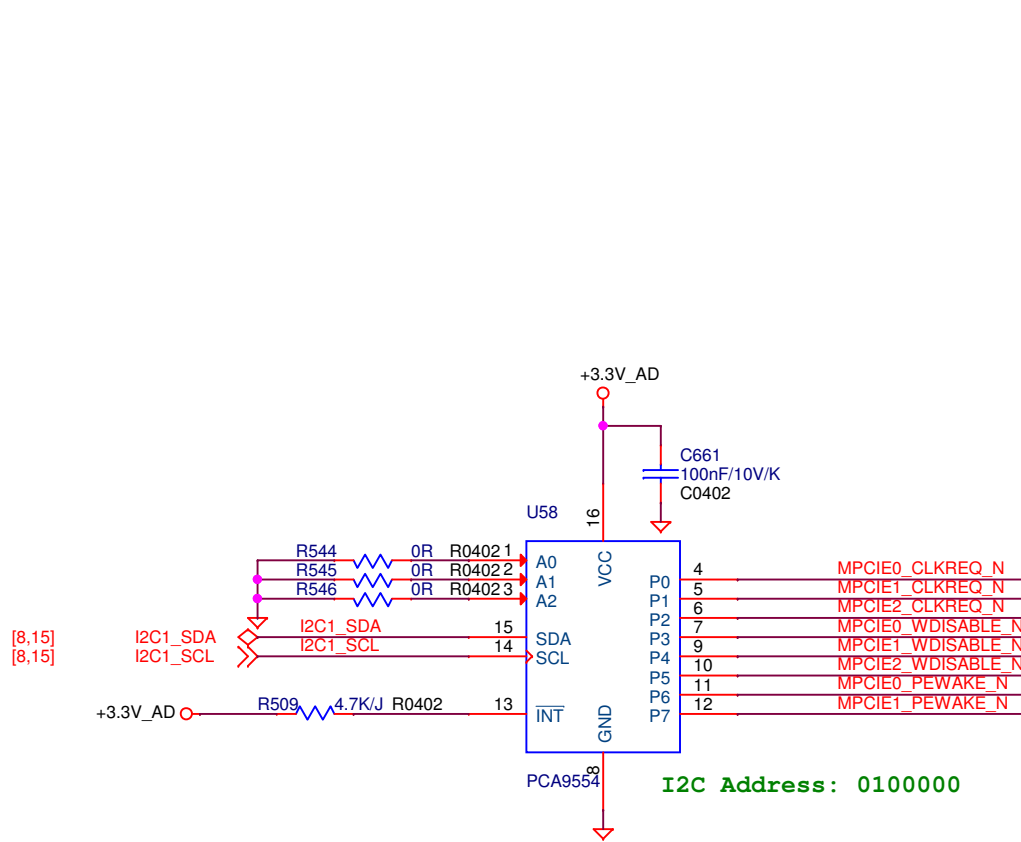 +3.3V_AD
C661
100nF/10V/K
C0402
U58
16
R544 0R R0402 1 A0
R545 0R R0402 2 A1
R546 0R R0402 3 A2
VCC
P0 4 MPCIE0_CLKREQ_N
P1 5 MPCIE1_CLKREQ_N
P2 6 MPCIE2_CLKREQ_N
P3 7 MPCIE0_WDISABLE_N
P4 9 MPCIE1_WDISABLE_N
P5 10 MPCIE2_WDISABLE_N
P6 11 MPCIE0_PEWAKE_N
P7 12 MPCIE1_PEWAKE_N
[8,15] I2C1_SDA I2C1_SDA 15 SDA
[8,15] I2C1_SCL I2C1_SCL 14 SCL
+3.3V_AD R509 4.7K/J R0402 13 INT
GND
8
PCA9554
I2C Address: 0100000